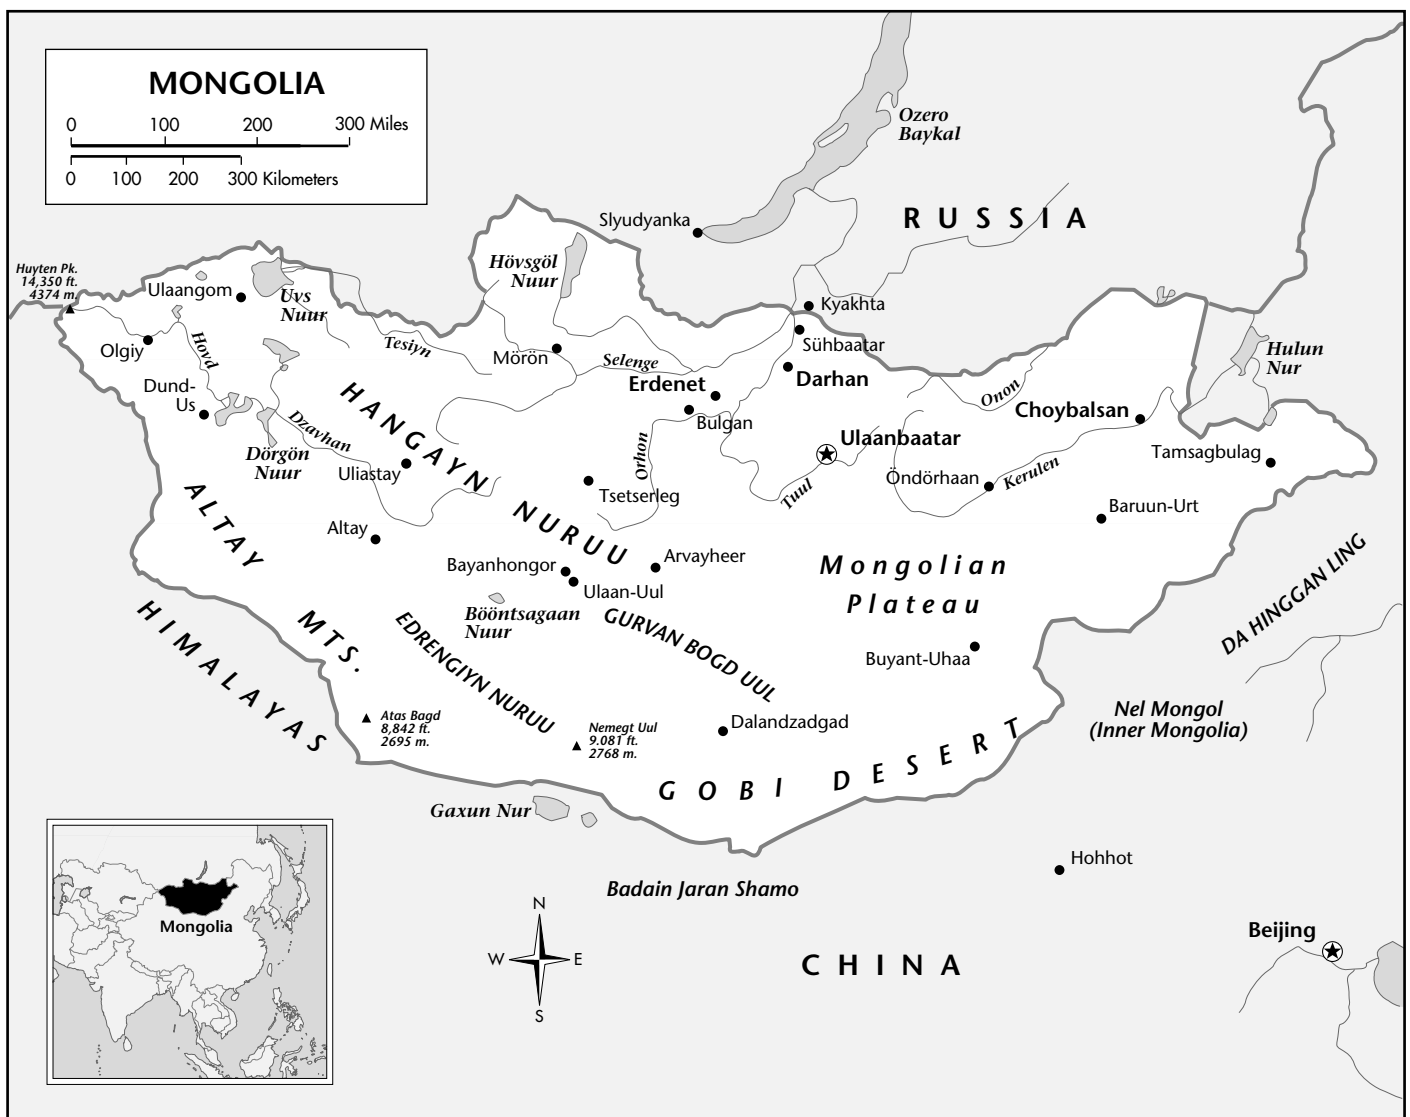 MONGOLIA
0 100 200 300 Miles
0 100 200 300 Kilometers
Ozero
Baykal
RUSSIA
Slyudyanka
Hövsgöl
Nuur
Huyten Pk.
14,350 ft.
4374 m.
Ulaangom
Uvs
Nuur
Kyakhta
Olgiy
Hovd
Tesiyn
Mörön
Selenge
Sühbaatar
Hulun
Nur
Dund-
Us
Erdenet
Darhan
Onon
Choybalsan
HANGAYN NURUU
Bulgan
Dzavhan
Ulaanbaatar
Dörgön
Nuur
Uliastay
Orhon
Tamsagbulag
Öndörhaan
Kerulen
Tsetserleg
Tuul
Baruun-Urt
ALTAY MTS.
Altay
Bayanhongor
Arvayheer
Ulaan-Uul
Mongolian
Plateau
DA HINGGAN LING
Bööntsagaan
Nuur
HIMALAYAS
EDRENGIYN NURUU
GURVAN BOGD UUL
Buyant-Uhaa
Atas Bagd
8,842 ft.
2695 m.
Nemegt Uul
9.081 ft.
2768 m.
Dalandzadgad
Nel Mongol
(Inner Mongolia)
GOBI DESERT
Gaxun Nur
Hohhot
Badain Jaran Shamo
N
W E
S
Mongolia
Beijing
CHINA